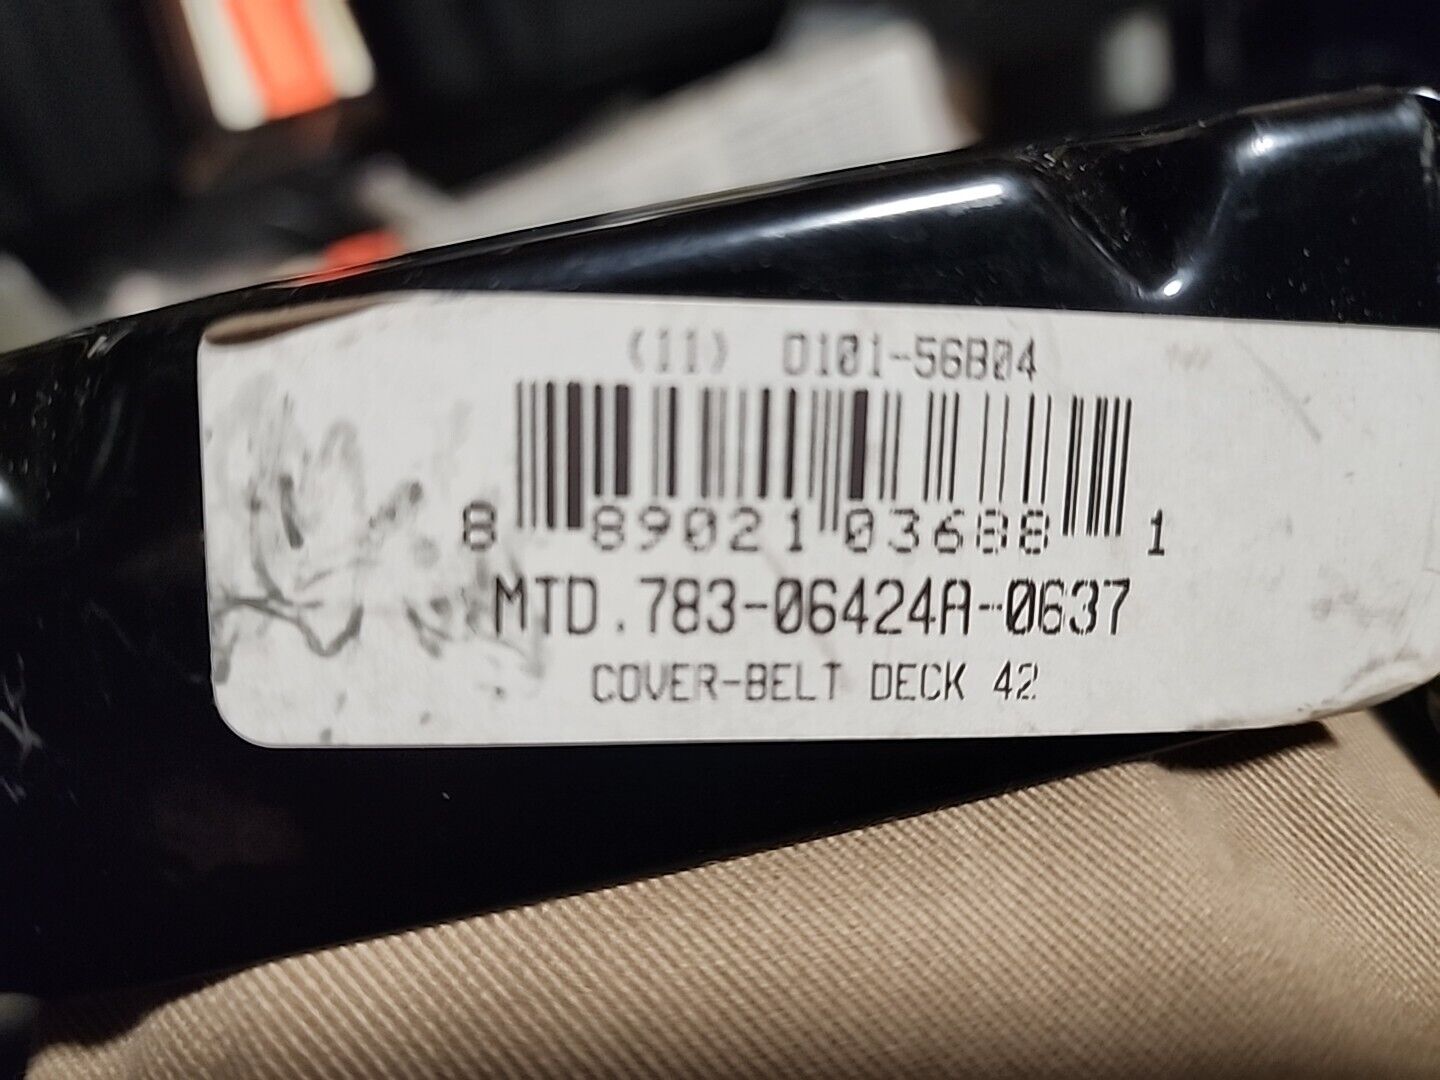 (11) 0101-56B04
8 89021 03688 1
MTD.783-06424A-0637
COVER-BELT DECK 42